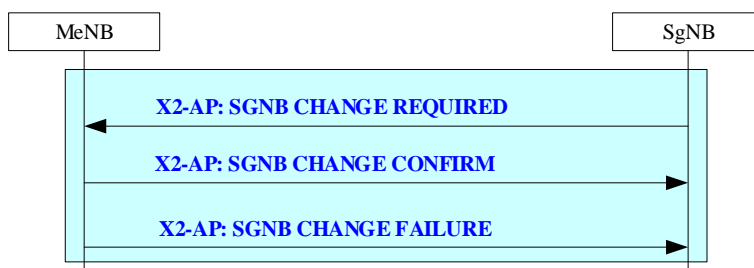 MeNB
SgNB
X2-AP: SGNB CHANGE REQUIRED
X2-AP: SGNB CHANGE CONFIRM
X2-AP: SGNB CHANGE FAILURE